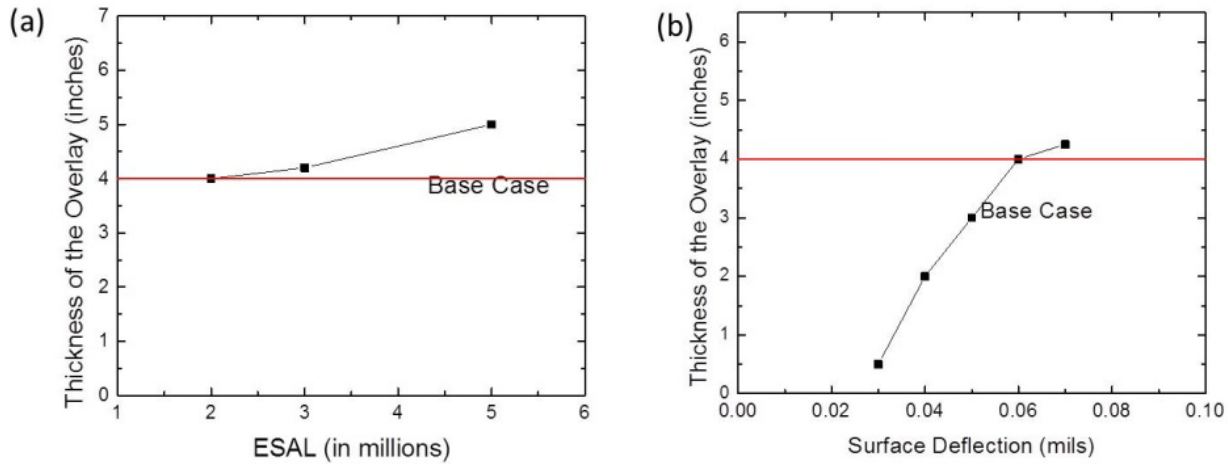 (a)
Thickness of the Overlay (inches)
7
6
5
4
3
2
1
0
Base Case
1 2 3 4 5 6
ESAL (in millions)
(b)
Thickness of the Overlay (inches)
6
5
4
3
2
1
0
Base Case
0.00 0.02 0.04 0.06 0.08 0.10
Surface Deflection (mils)